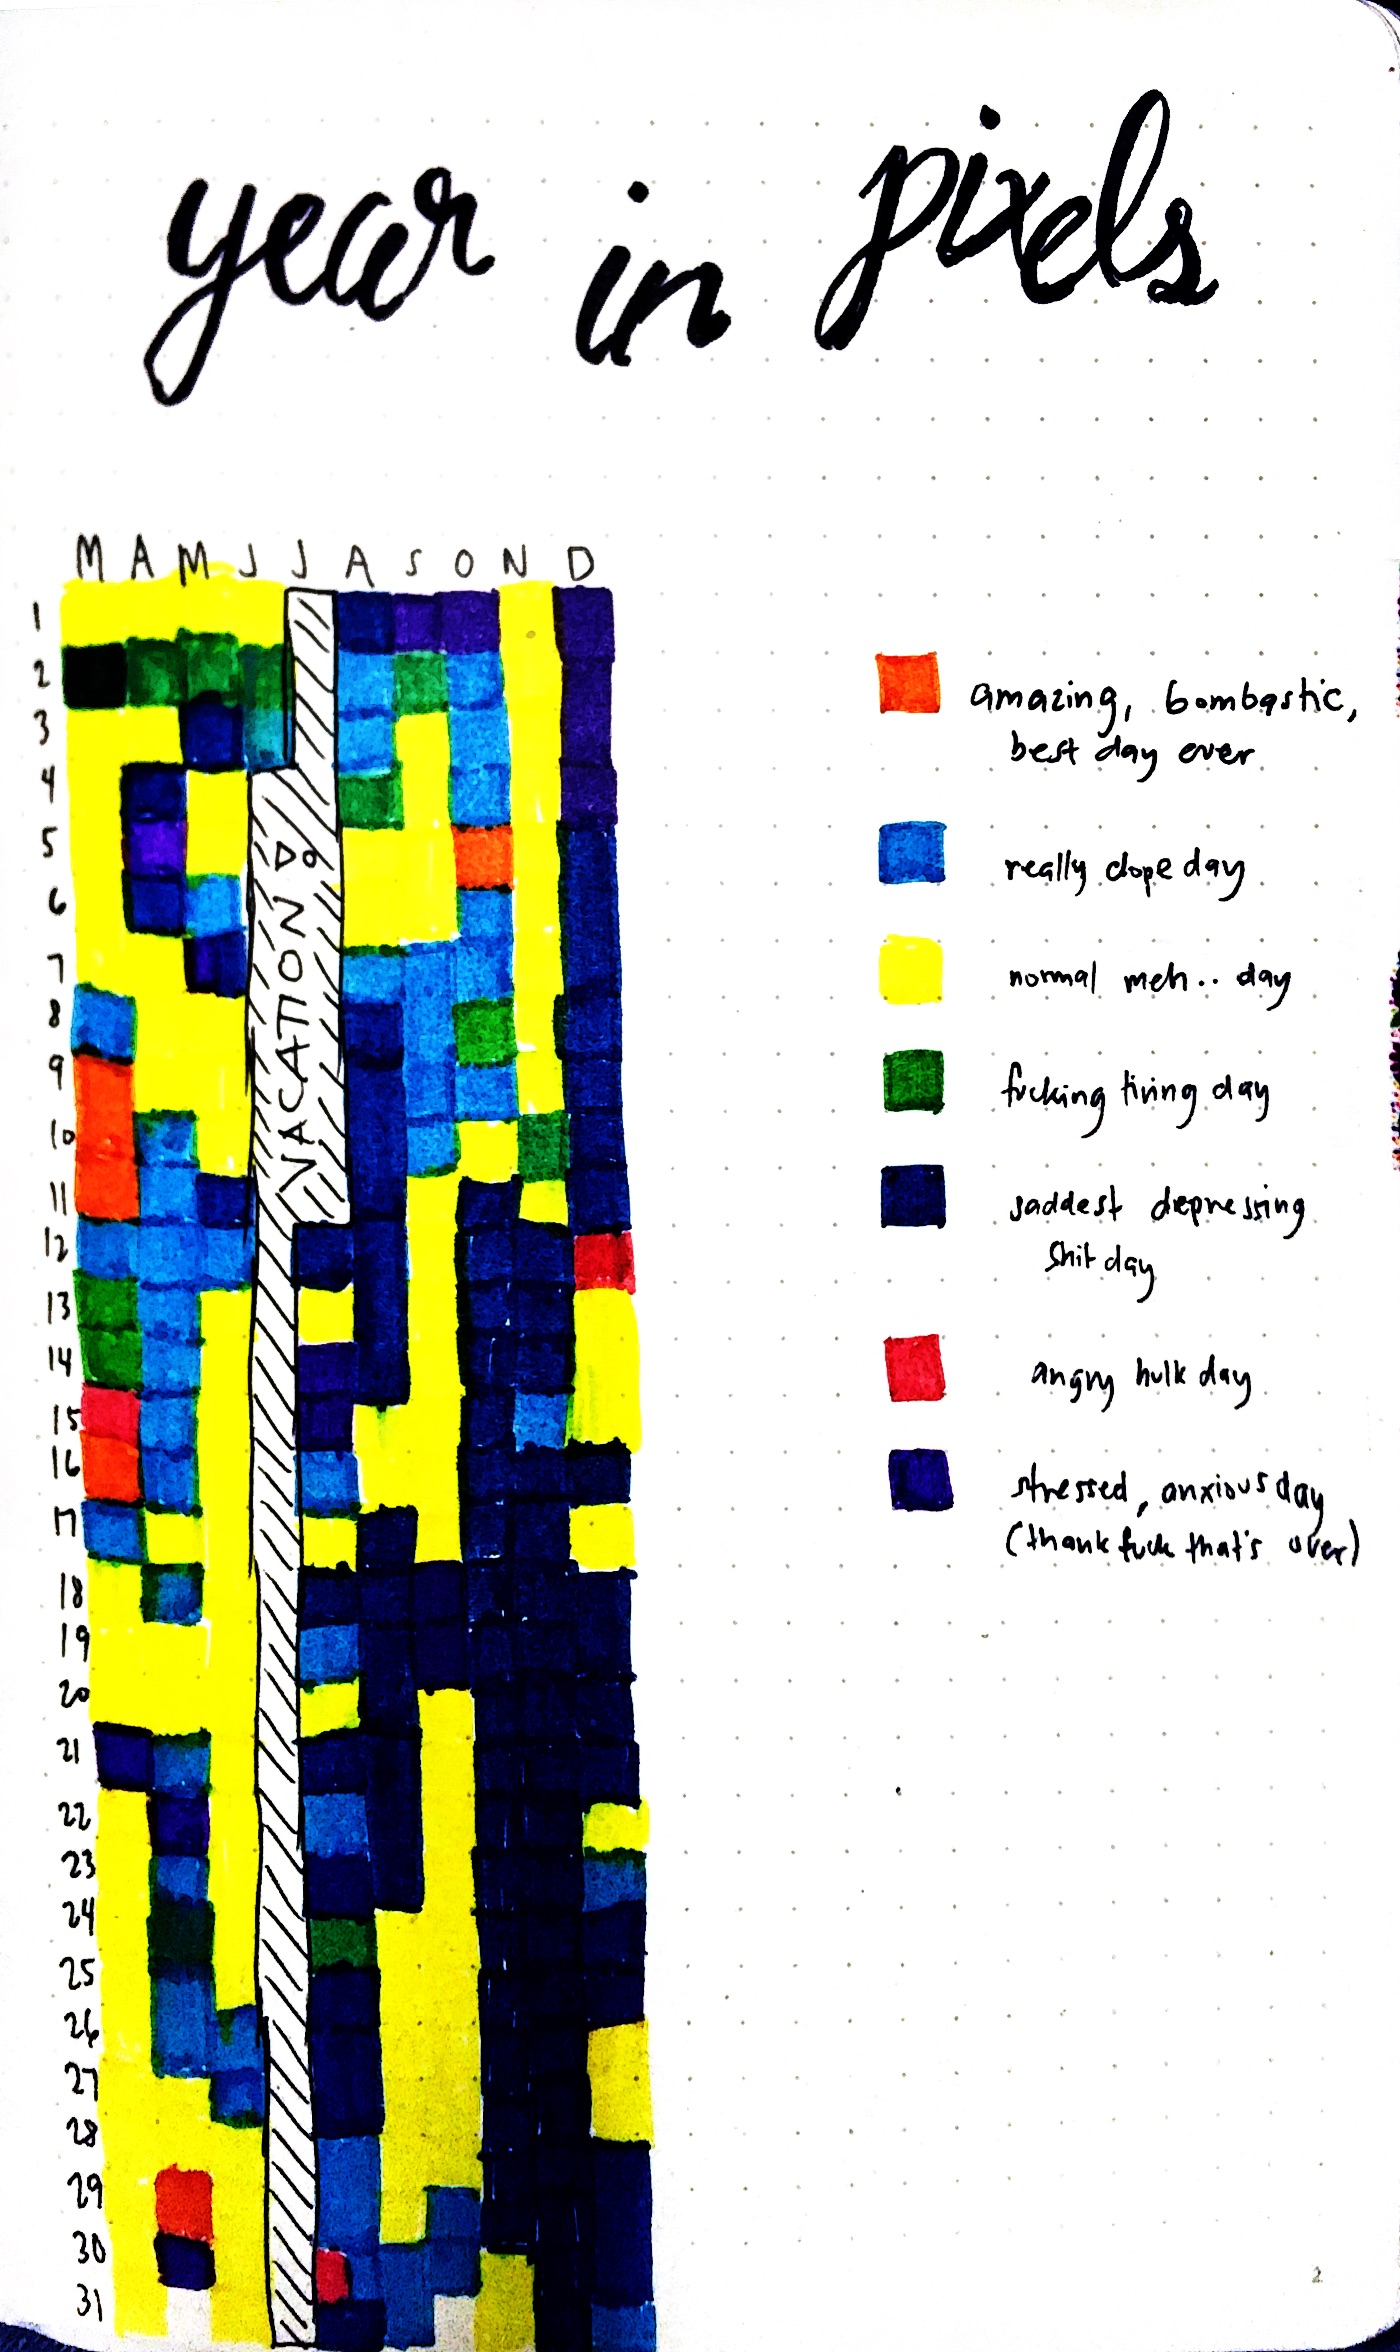 year in pixels
M A M J J A S O N D
1
2
3
4
5
6
7
8
9
10
11
12
13
14
15
16
17
18
19
20
21
22
23
24
25
26
27
28
29
30
31
VACATION
amazing, bombastic,
best day ever
really dope day
normal meh.. day
fucking tiring day
saddest depressing
shit day
angry hulk day
stressed, anxious day
(thank fuck that's over)
2